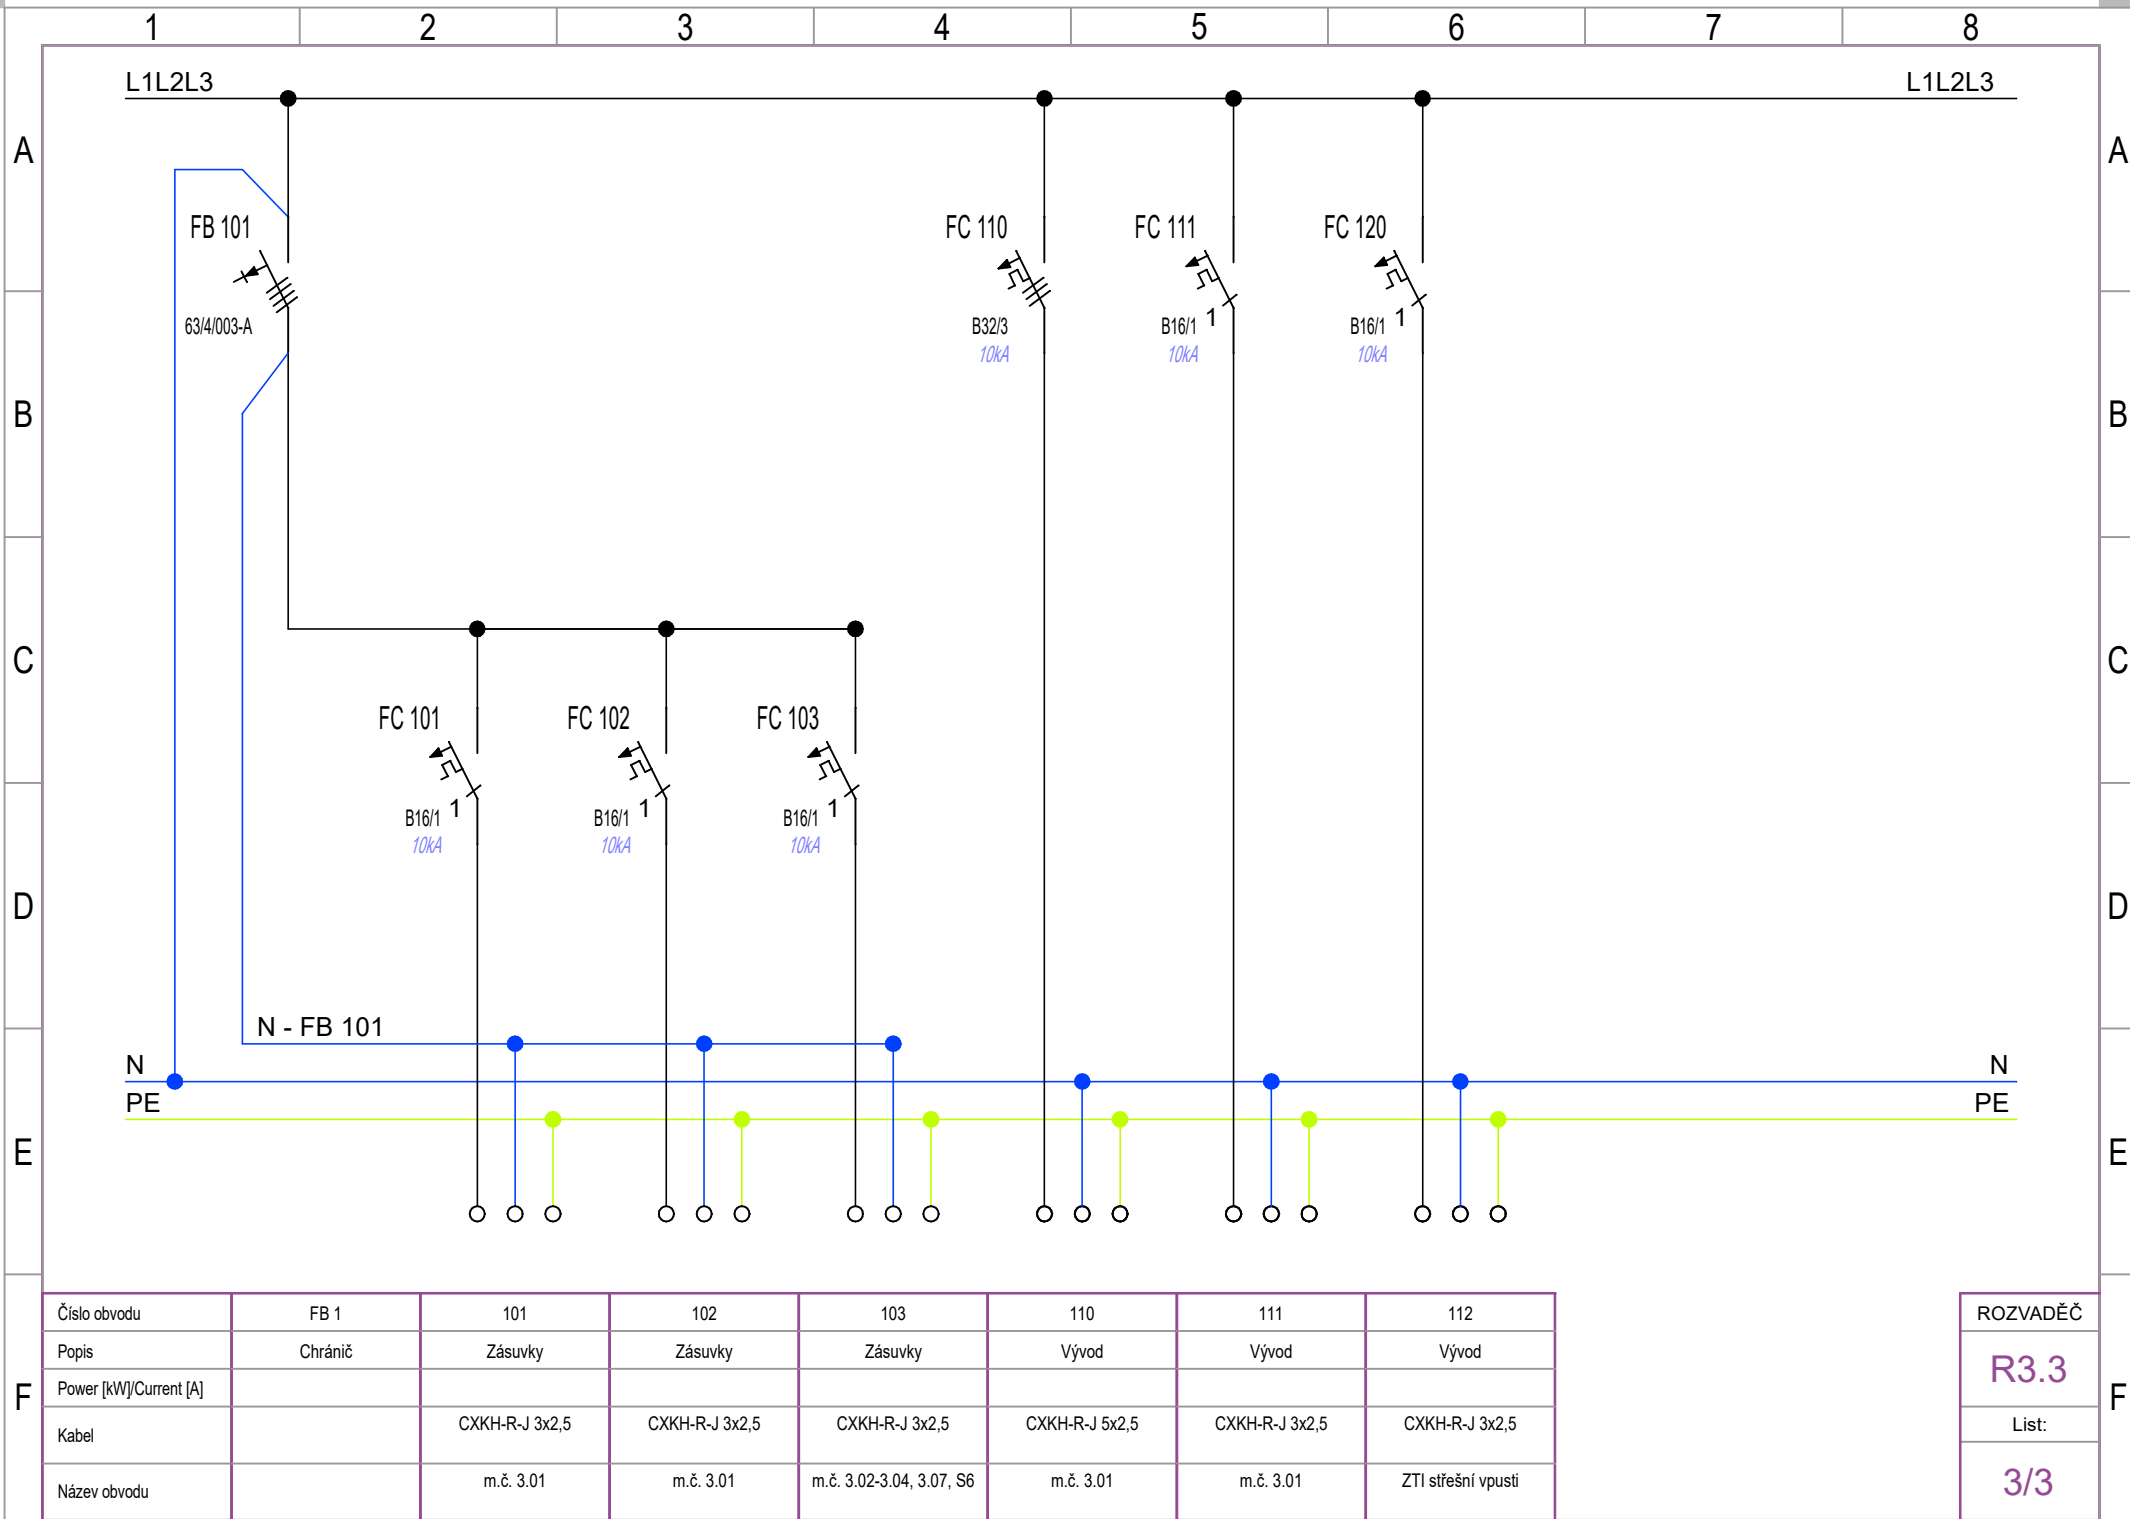 1 2 3 4 5 6 7 8
L1L2L3 L1L2L3
A A
FB 101 FC 110 FC 111 FC 120
63/4/003-A B32/3 B16/1 1 B16/1 1
10kA 10kA 10kA
B B
C C
FC 101 FC 102 FC 103
B16/1 1 B16/1 1 B16/1 1
10kA 10kA 10kA
D D
N - FB 101
N N
PE PE
E E
Číslo obvodu FB 1 101 102 103 110 111 112
Popis Chránič Zásuvky Zásuvky Zásuvky Vývod Vývod Vývod
Power [kW]/Current [A]
Kabel CXKH-R-J 3x2,5 CXKH-R-J 3x2,5 CXKH-R-J 3x2,5 CXKH-R-J 5x2,5 CXKH-R-J 3x2,5 CXKH-R-J 3x2,5
Název obvodu m.č. 3.01 m.č. 3.01 m.č. 3.02-3.04, 3.07, S6 m.č. 3.01 m.č. 3.01 ZTI střešní vpusti
F F
ROZVADĚČ
R3.3
List:
3/3